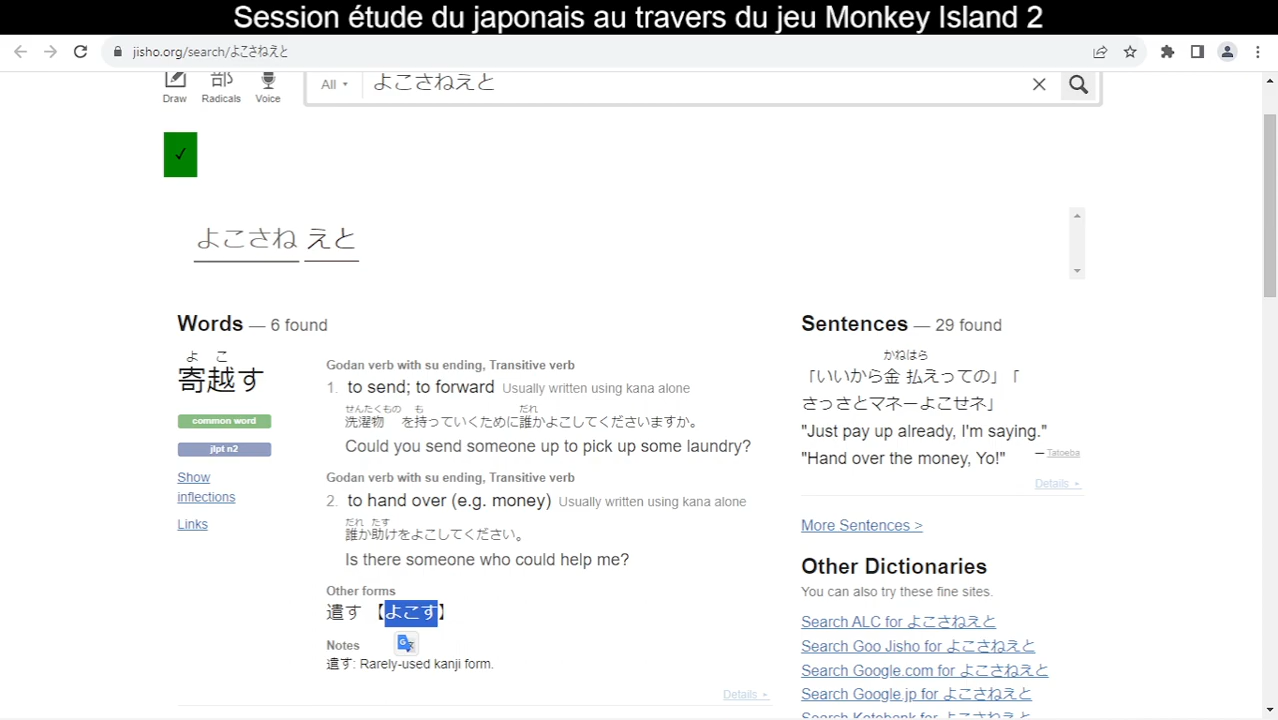 Session étude du japonais au travers du jeu Monkey Island 2
jisho.org/search/よこさねえと
部
Draw Radicals Voice
All よこさねえと
✓
よこさね えと
Words — 6 found
よ こ
寄越す
common word
jlpt n2
Show
inflections
Links
Godan verb with su ending, Transitive verb
1. to send; to forward Usually written using kana alone
せんたくもの も だれ
洗濯物 を持っていくために誰かよこしてくださいますか。
Could you send someone up to pick up some laundry?
Godan verb with su ending, Transitive verb
2. to hand over (e.g. money) Usually written using kana alone
だれ たす
誰か助けをよこしてください。
Is there someone who could help me?
Other forms
遣す 【よこす】
Notes
遣す: Rarely-used kanji form.
Details
Sentences — 29 found
かねはら
「いいから金 払えっての」「
さっさとマネーよこせネ」
"Just pay up already, I'm saying."
"Hand over the money, Yo!" — Tatoeba
Details
More Sentences >
Other Dictionaries
You can also try these fine sites.
Search ALC for よこさねえと
Search Goo Jisho for よこさねえと
Search Google.com for よこさねえと
Search Google.jp for よこさねえと
Search Kotobank for よこさねえと